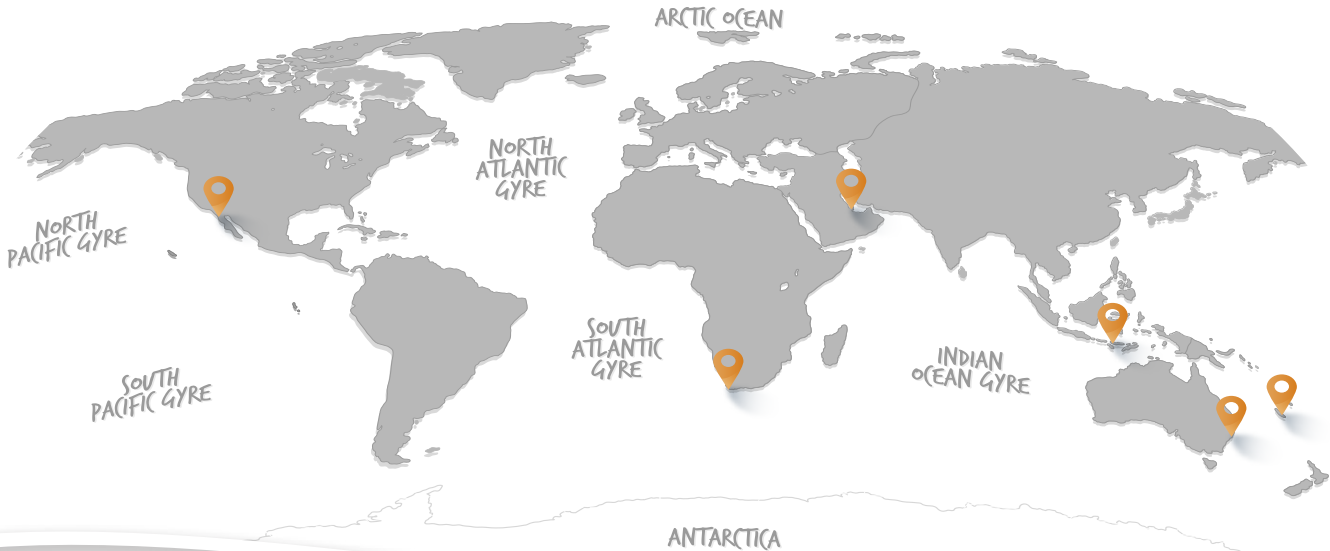 ARCTIC OCEAN
NORTH
ATLANTIC
GYRE
NORTH
PACIFIC GYRE
SOUTH
ATLANTIC
GYRE
INDIAN
OCEAN GYRE
SOUTH
PACIFIC GYRE
ANTARCTICA